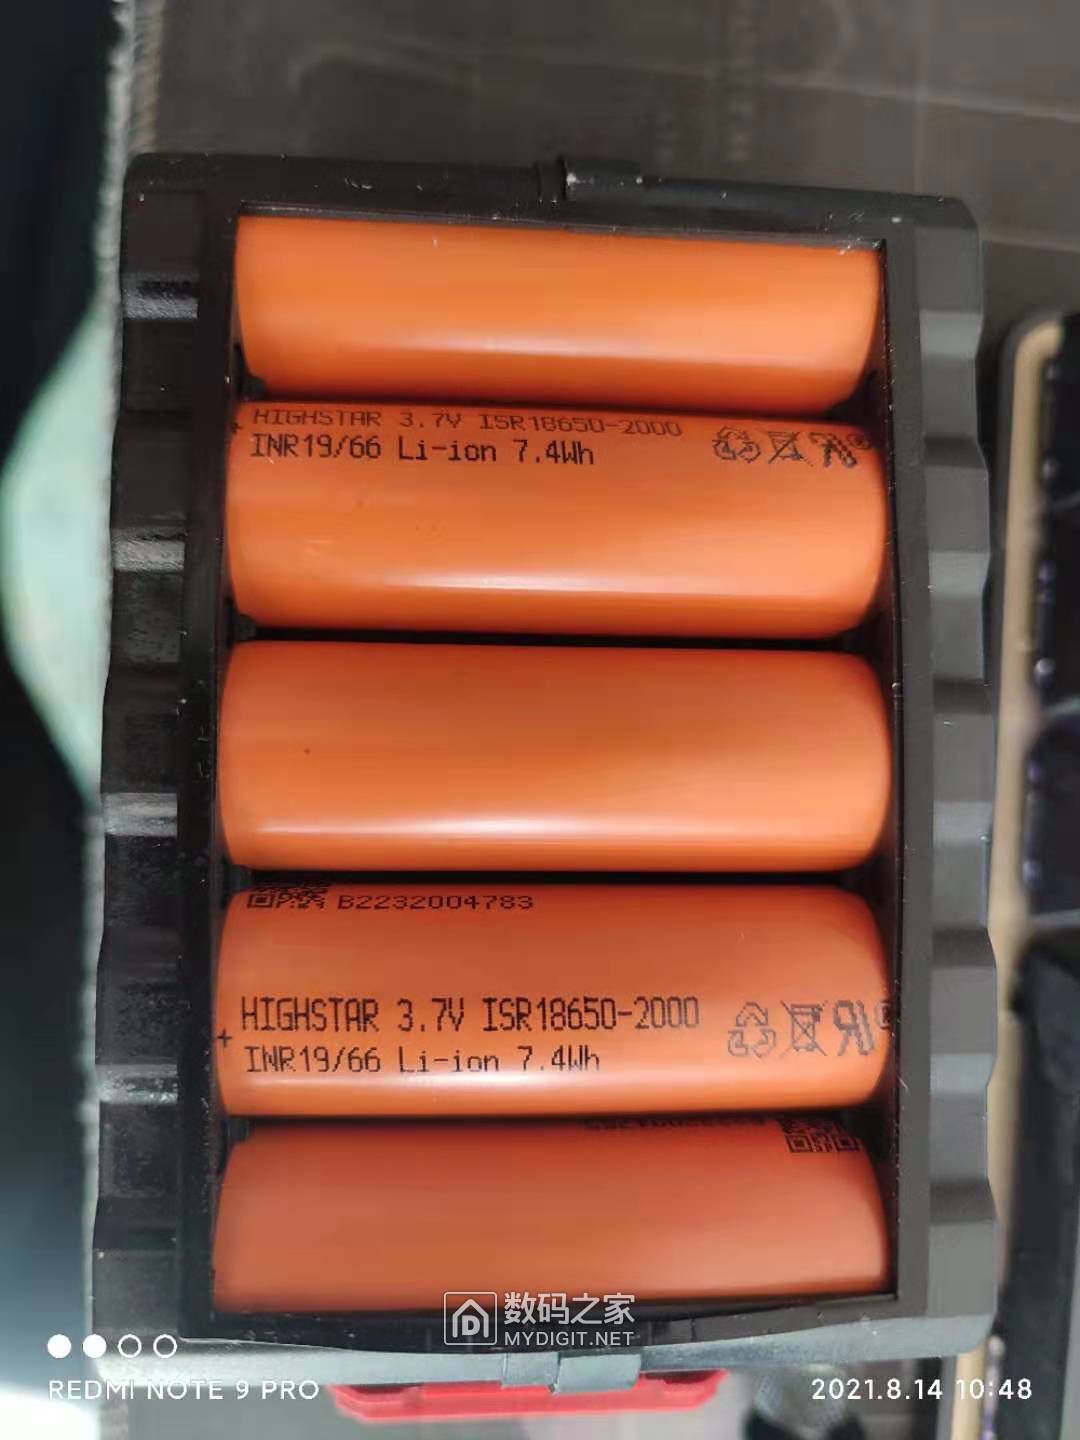 HIGHSTAR 3.7V ISR18650-2000
INR19/66 Li-ion 7.4Wh
B2232004783
HIGHSTAR 3.7V ISR18650-2000
+ INR19/66 Li-ion 7.4Wh
数码之家
MYDIGIT.NET
REDMI NOTE 9 PRO
2021.8.14 10:48